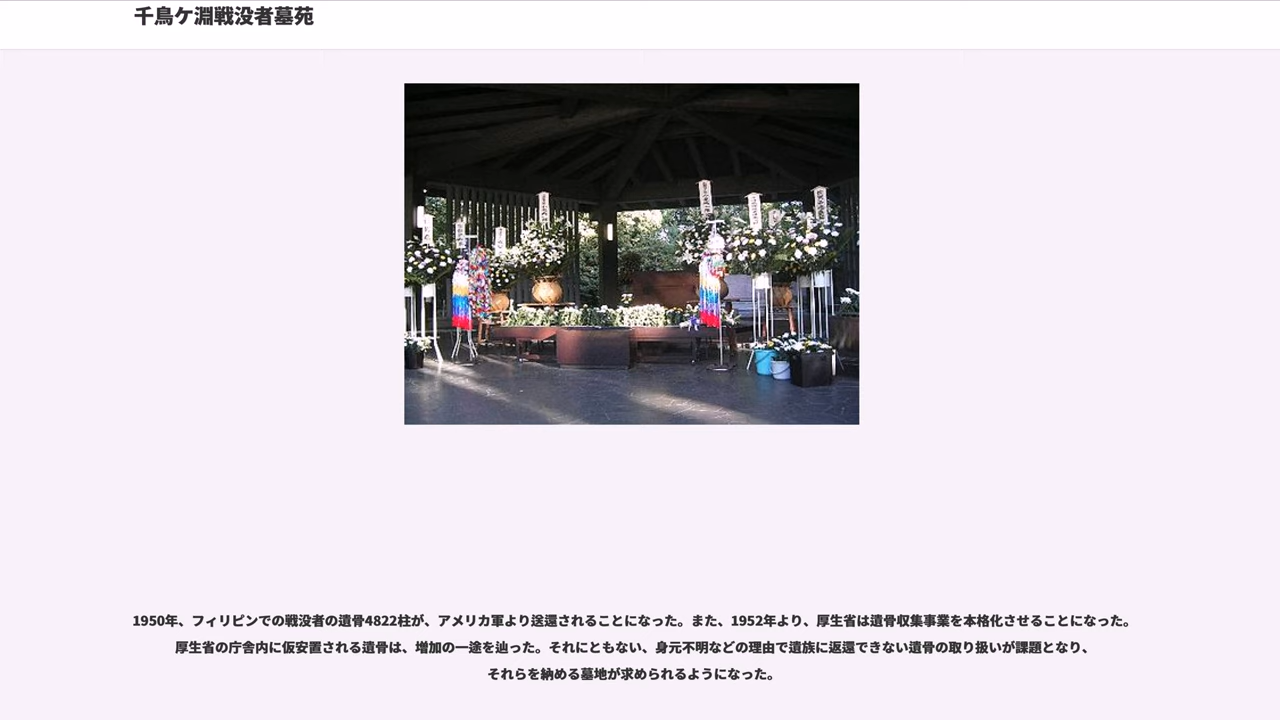 千鳥ケ淵戦没者墓苑
1950年、フィリピンでの戦没者の遺骨4822柱が、アメリカ軍より送還されることになった。また、1952年より、厚生省は遺骨収集事業を本格化させることになった。
厚生省の庁舎内に仮安置される遺骨は、増加の一途を辿った。それにともない、身元不明などの理由で遺族に返還できない遺骨の取り扱いが課題となり、
それらを納める墓地が求められるようになった。